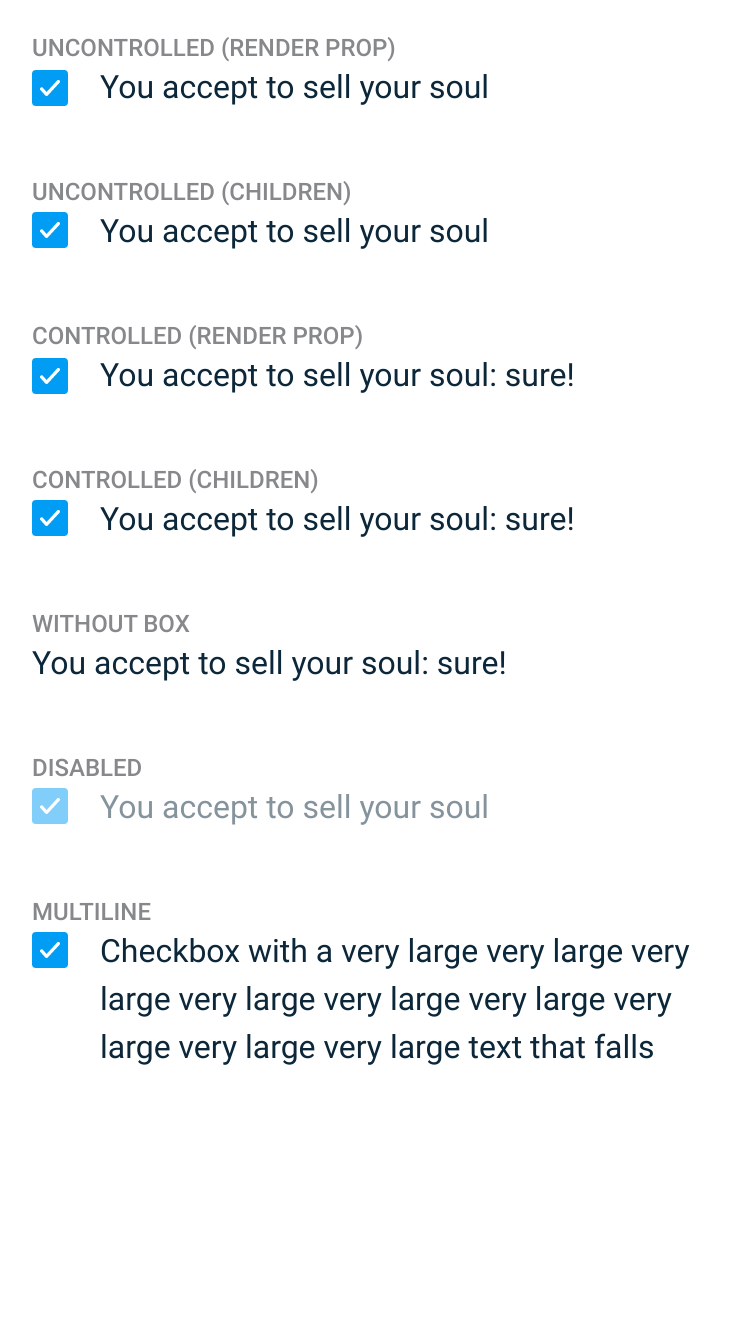 UNCONTROLLED (RENDER PROP)
You accept to sell your soul
UNCONTROLLED (CHILDREN)
You accept to sell your soul
CONTROLLED (RENDER PROP)
You accept to sell your soul: sure!
CONTROLLED (CHILDREN)
You accept to sell your soul: sure!
WITHOUT BOX
You accept to sell your soul: sure!
DISABLED
You accept to sell your soul
MULTILINE
Checkbox with a very large very large very
large very large very large very large very
large very large very large text that falls